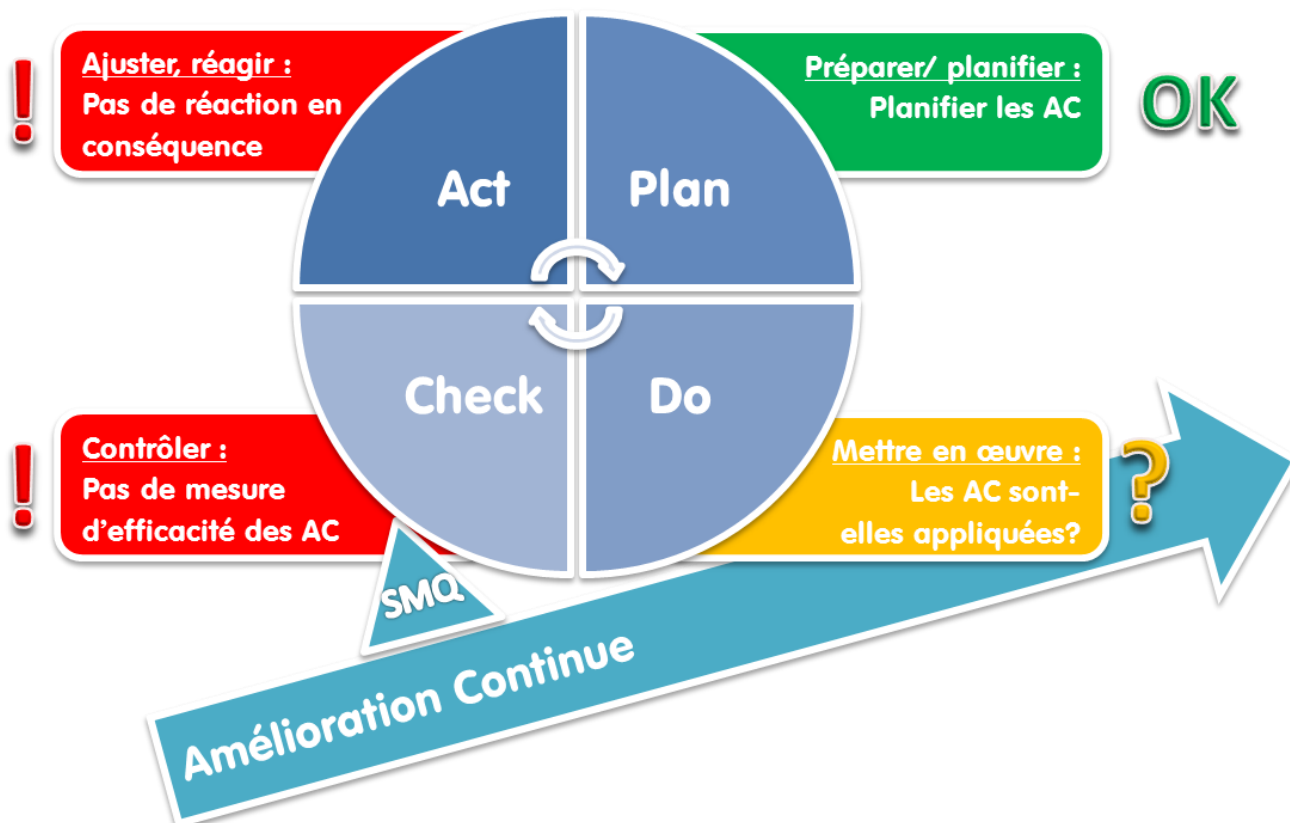 !
Ajuster, réagir :
Pas de réaction en
conséquence
Act
Plan
Préparer/ planifier :
Planifier les AC
OK
!
Contrôler :
Pas de mesure
d’efficacité des AC
Check
Do
Mettre en œuvre :
Les AC sont-
elles appliquées?
?
SMQ
Amélioration Continue